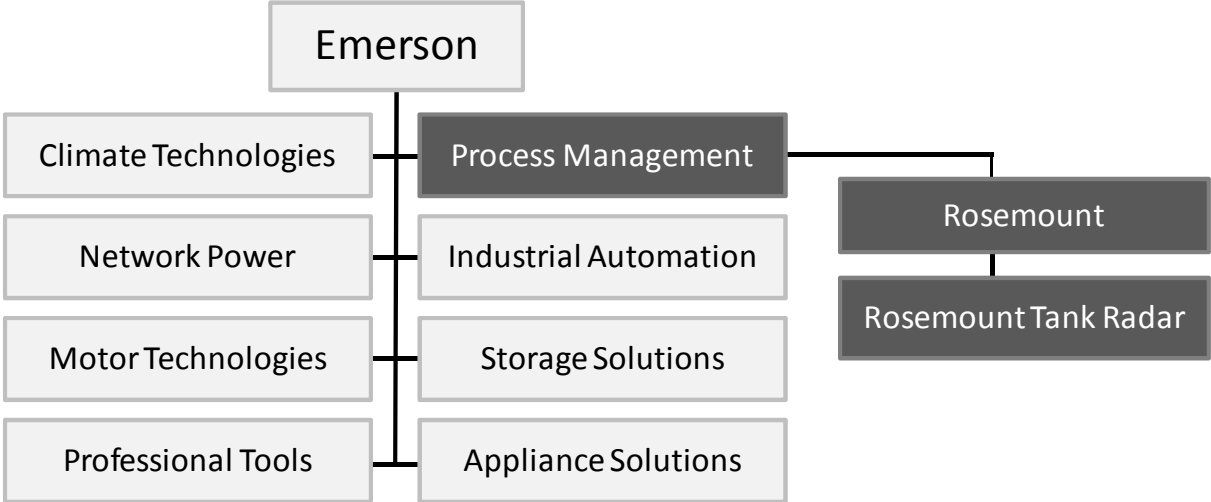 Emerson
Climate Technologies
Process Management
Rosemount
Network Power
Industrial Automation
Rosemount Tank Radar
Motor Technologies
Storage Solutions
Professional Tools
Appliance Solutions